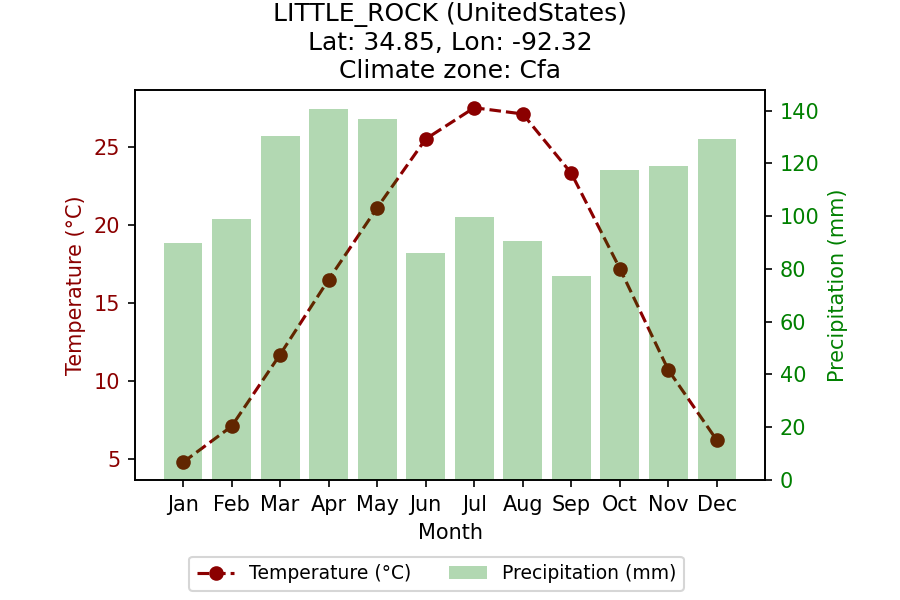 LITTLE_ROCK (UnitedStates)
Lat: 34.85, Lon: -92.32
Climate zone: Cfa
Temperature (°C)
25
20
15
10
5
140
120
100
80
60
40
20
0
Precipitation (mm)
Jan Feb Mar Apr May Jun Jul Aug Sep Oct Nov Dec
Month
Temperature (°C) Precipitation (mm)